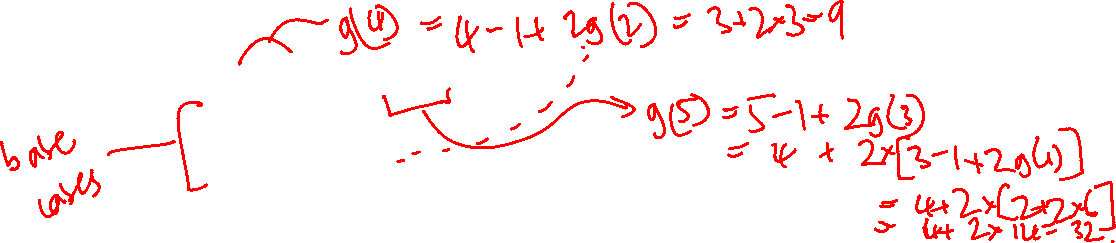 g(4) = 4-1+ 2g(2) = 3+2×3=9
g(5) = 5-1+ 2g(3)
= 4 + 2×[3-1+2g(1)]
= 4+2×[2+2×6]
= 4+ 2×14= 32
base
cases